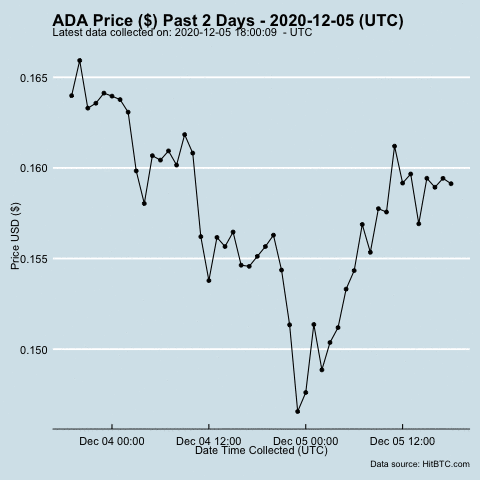 ADA Price ($) Past 2 Days - 2020-12-05 (UTC)
Latest data collected on: 2020-12-05 18:00:09  - UTC
0.165
0.160
0.155
0.150
Price USD ($)
Dec 04 00:00 Dec 04 12:00 Dec 05 00:00 Dec 05 12:00
Date Time Collected (UTC)
Data source: HitBTC.com